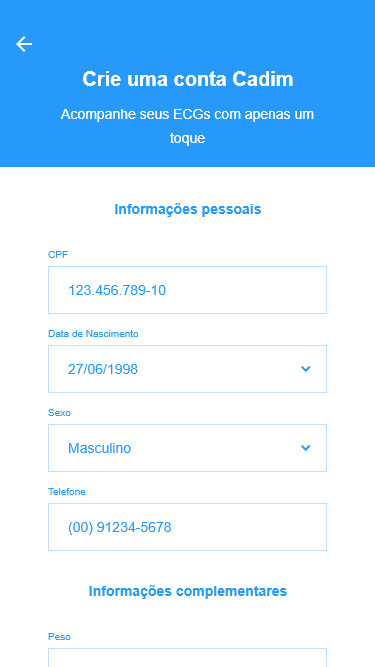 Crie uma conta Cadim
Acompanhe seus ECGs com apenas um
toque
Informações pessoais
CPF
123.456.789-10
Data de Nascimento
27/06/1998
Sexo
Masculino
Telefone
(00) 91234-5678
Informações complementares
Peso